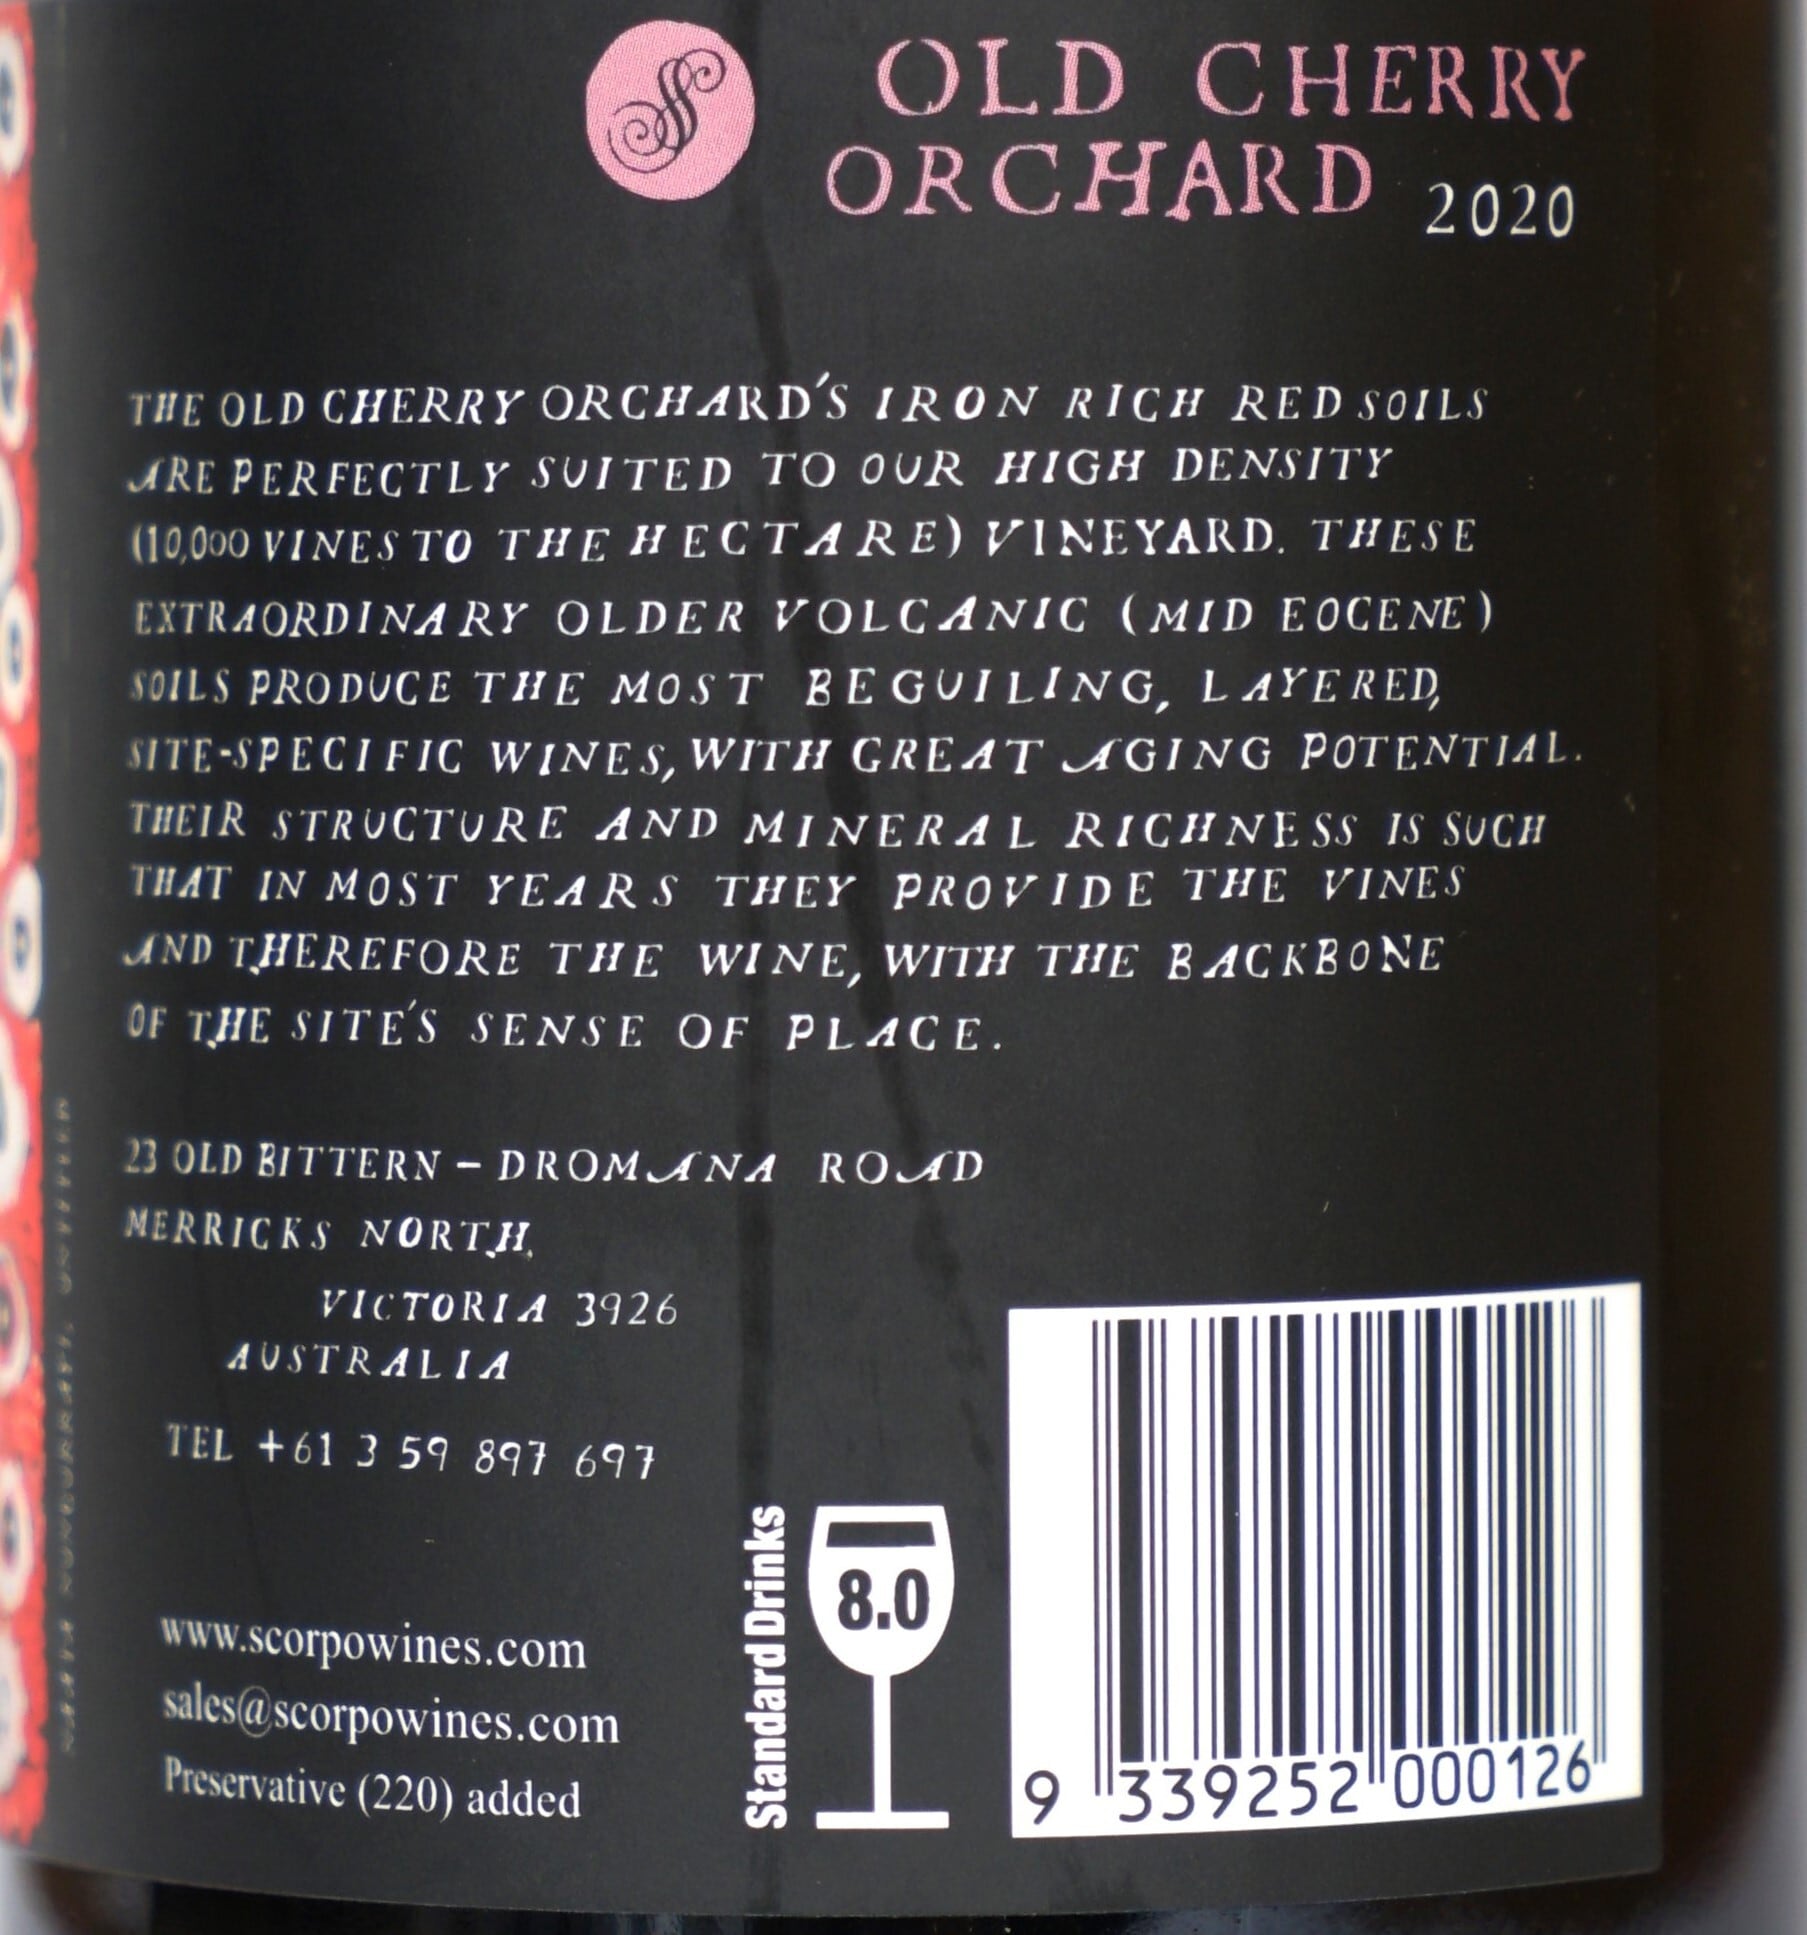 OLD CHERRY
ORCHARD 2020
THE OLD CHERRY ORCHARD'S IRON RICH RED SOILS
ARE PERFECTLY SUITED TO OUR HIGH DENSITY
(10,000 VINES TO THE HECTARE) VINEYARD. THESE
EXTRAORDINARY OLDER VOLCANIC (MID EOCENE)
SOILS PRODUCE THE MOST BEGUILING, LAYERED,
SITE-SPECIFIC WINES, WITH GREAT AGING POTENTIAL.
THEIR STRUCTURE AND MINERAL RICHNESS IS SUCH
THAT IN MOST YEARS THEY PROVIDE THE VINES
AND THEREFORE THE WINE, WITH THE BACKBONE
OF THE SITE'S SENSE OF PLACE.
23 OLD BITTERN - DROMANA ROAD
MERRICKS NORTH,
VICTORIA 3926
AUSTRALIA
TEL +61 3 59 897 697
www.scorpowines.com
sales@scorpowines.com
Preservative (220) added
Standard Drinks
8.0
9 339252 000126